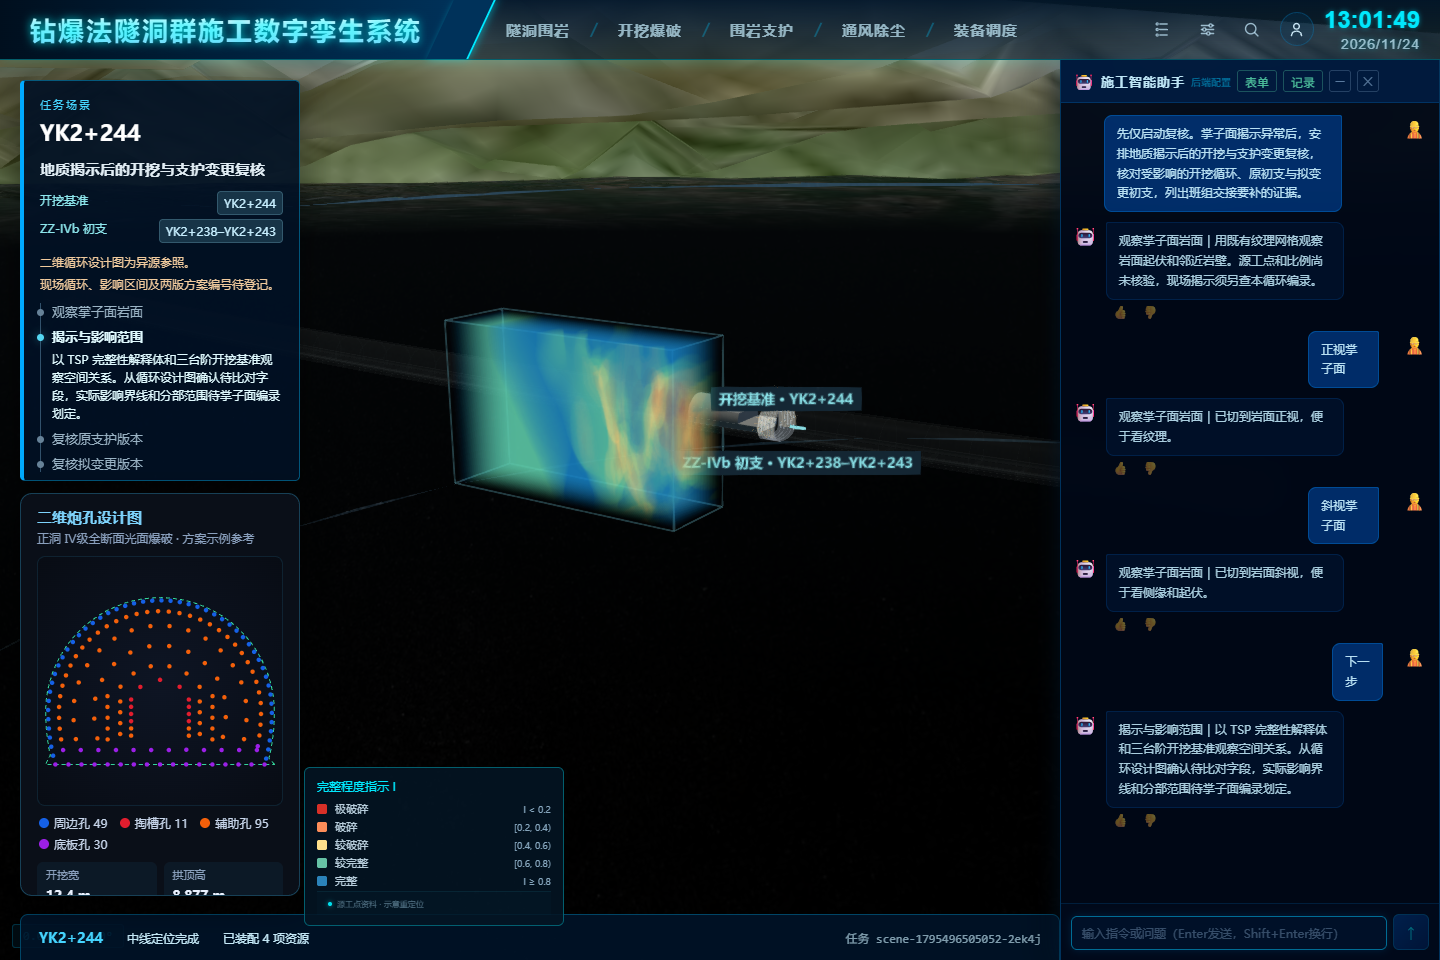 钻爆法隧洞群施工数字孪生系统
隧洞围岩 / 开挖爆破 / 围岩支护 / 通风除尘 / 装备调度
13:01:49
2026/11/24
任务场景
YK2+244
地质揭示后的开挖与支护变更复核
开挖基准 YK2+244
ZZ-IVb 初支 YK2+238—YK2+243
二维循环设计图为异源参照。
现场循环、影响区间及两版方案编号待登记。
观察掌子面岩面
揭示与影响范围
以 TSP 完整性解释体和三台阶开挖基准观
察空间关系。从循环设计图确认待比对字
段，实际影响界线和分部范围待掌子面编录
划定。
复核原支护版本
复核拟变更版本
二维炮孔设计图
正洞 IV级全断面光面爆破 · 方案示例参考
周边孔 49 掏槽孔 11 辅助孔 95
底板孔 30
开挖宽 拱顶高
12.4 m 8.877 m
开挖基准 • YK2+244
ZZ-IVb 初支 • YK2+238—YK2+243
完整程度指示 I
极破碎 I < 0.2
破碎 [0.2, 0.4)
较破碎 [0.4, 0.6)
较完整 [0.6, 0.8)
完整 I ≥ 0.8
源工点资料 · 示意重定位
YK2+244 中线定位完成 已装配 4 项资源 任务 scene-1795496505052-2ek4j
施工智能助手 后端配置 表单 记录
先仅启动复核。掌子面揭示异常后，安
排地质揭示后的开挖与支护变更复核，
核对受影响的开挖循环、原初支与拟变
更初支，列出班组交接要补的证据。
观察掌子面岩面 | 用既有纹理网格观察
岩面起伏和邻近岩壁。源工点和比例尚
未核验，现场揭示须另查本循环编录。
正视掌
子面
观察掌子面岩面 | 已切到岩面正视，便
于看纹理。
斜视掌
子面
观察掌子面岩面 | 已切到岩面斜视，便
于看侧缘和起伏。
下一
步
揭示与影响范围 | 以 TSP 完整性解释体
和三台阶开挖基准观察空间关系。从循
环设计图确认待比对字段，实际影响界
线和分部范围待掌子面编录划定。
输入指令或问题（Enter发送，Shift+Enter换行）